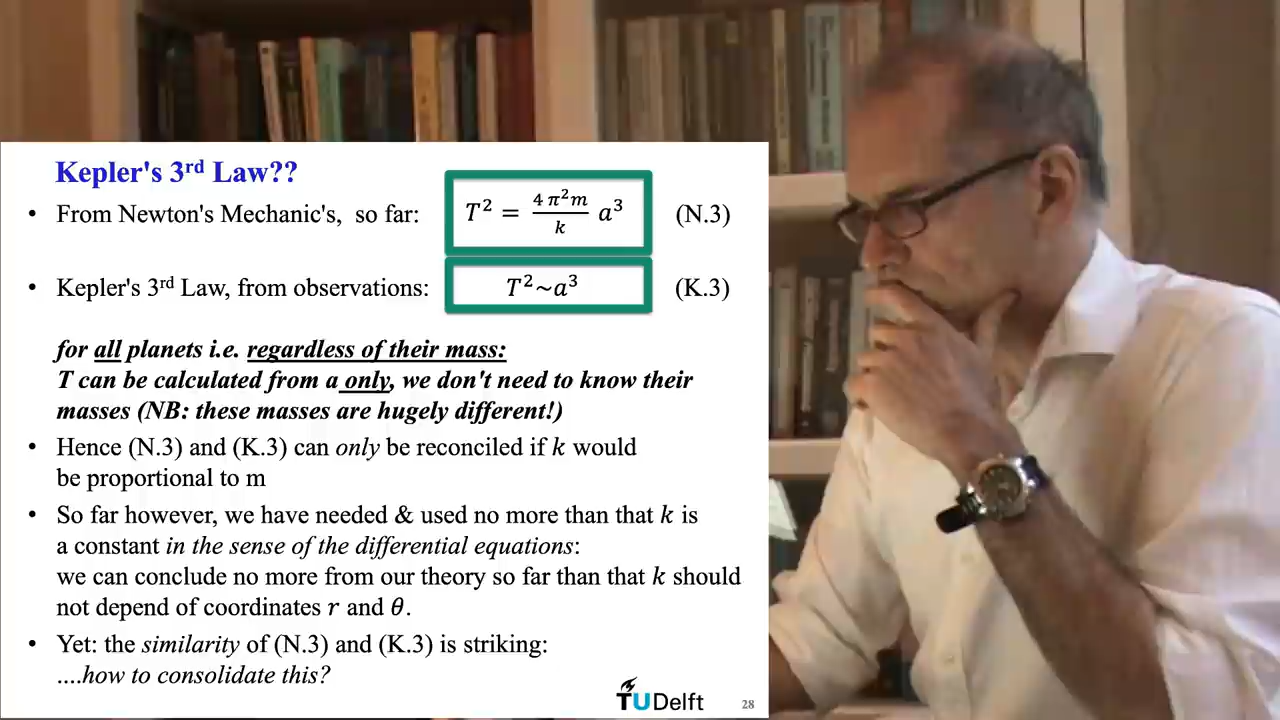 Kepler's 3rd Law??
• From Newton's Mechanic's, so far: T² = 4 π²m / k a³ (N.3)
• Kepler's 3rd Law, from observations: T²~a³ (K.3)
for all planets i.e. regardless of their mass:
T can be calculated from a only, we don't need to know their
masses (NB: these masses are hugely different!)
• Hence (N.3) and (K.3) can only be reconciled if k would
be proportional to m
• So far however, we have needed & used no more than that k is
a constant in the sense of the differential equations:
we can conclude no more from our theory so far than that k should
not depend of coordinates r and θ.
• Yet: the similarity of (N.3) and (K.3) is striking:
....how to consolidate this?
TUDelft 28